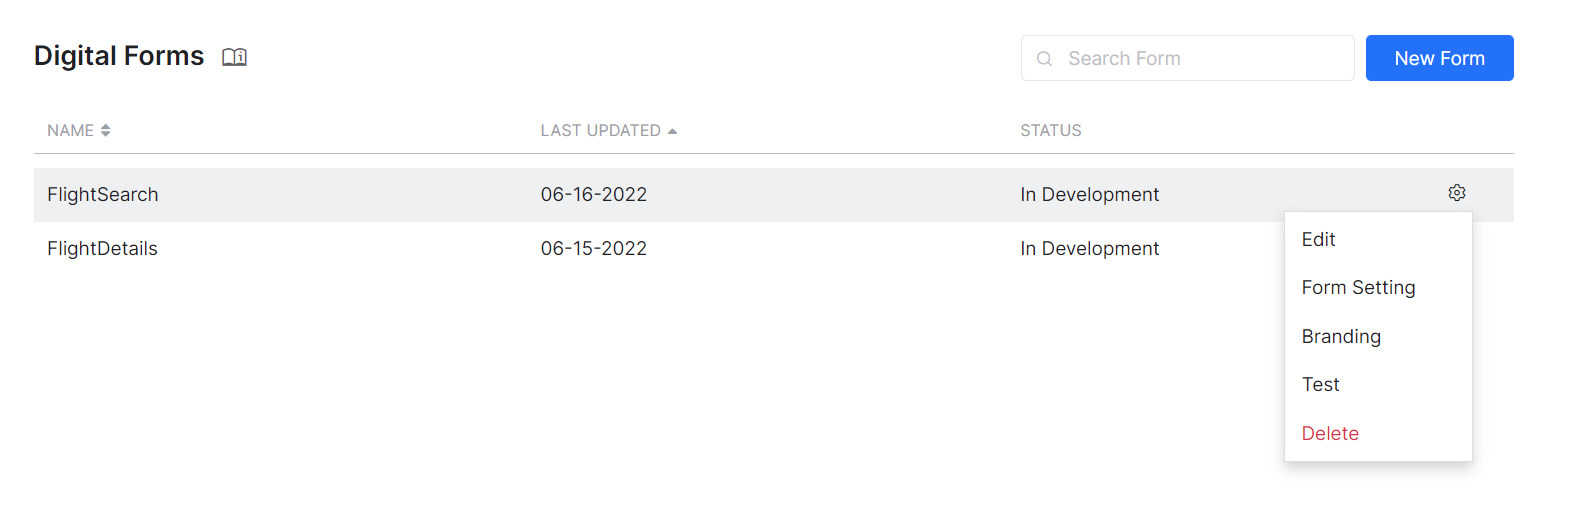 Digital Forms
Search Form
New Form
NAME LAST UPDATED STATUS
FlightSearch 06-16-2022 In Development
FlightDetails 06-15-2022 In Development
Edit
Form Setting
Branding
Test
Delete